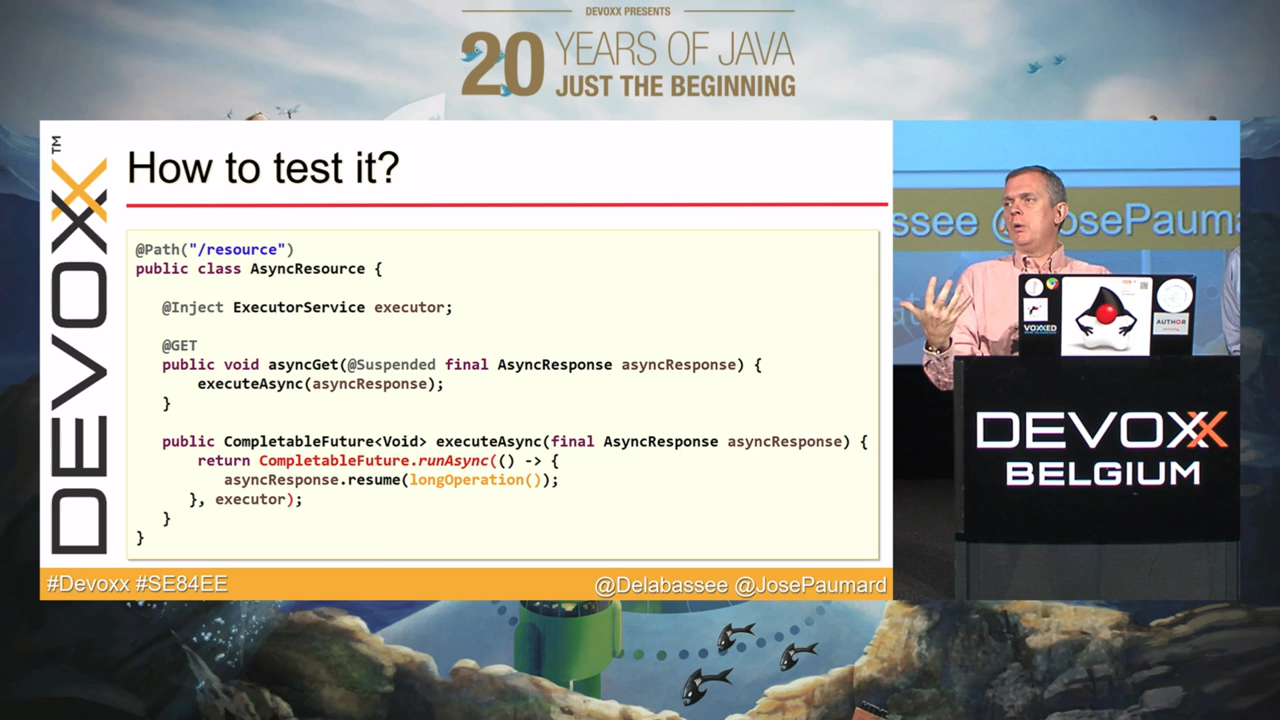 DEVOXX PRESENTS
20 YEARS OF JAVA
JUST THE BEGINNING
DEVOXX™
How to test it?
@Path("/resource")
public class AsyncResource {
@Inject ExecutorService executor;
@GET
public void asyncGet(@Suspended final AsyncResponse asyncResponse) {
executeAsync(asyncResponse);
}
public CompletableFuture<Void> executeAsync(final AsyncResponse asyncResponse) {
return CompletableFuture.runAsync(() -> {
asyncResponse.resume(longOperation());
}, executor);
}
}
#Devoxx #SE84EE
@Delabassee @JosePaumard
assee @JosePauma
VOXXED
AUTHOR
DEVOXX
BELGIUM